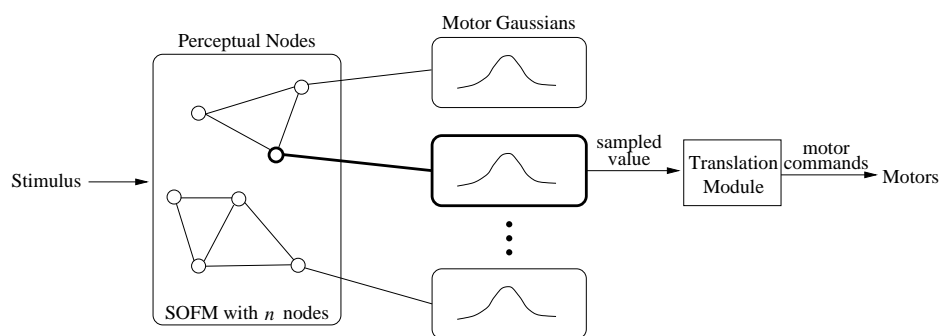 Motor Gaussians
Perceptual Nodes
Stimulus
SOFM with n nodes
sampled
value
Translation
Module
motor
commands
Motors